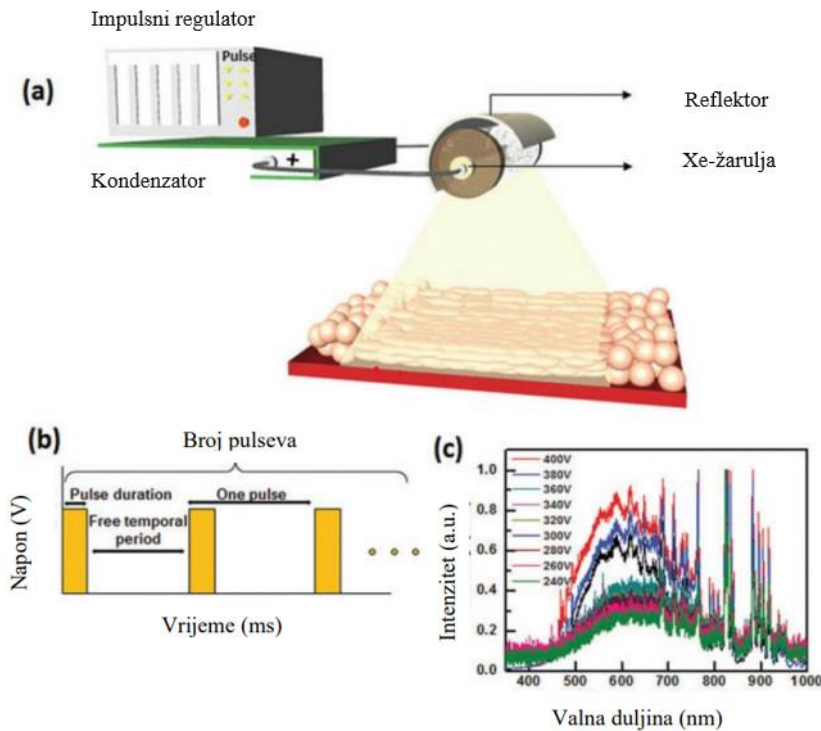 Impulsni regulator
Pulse
(a)
Reflektor
+
Kondenzator
Xe-žarulja
(b)
Broj pulseva
Pulse duration
One pulse
Free temporal
period
Napon (V)
Vrijeme (ms)
(c)
400V
380V
360V
340V
320V
300V
280V
260V
240V
1.0
0.8
0.6
0.4
0.2
0.0
Intenzitet (a.u.)
400 500 600 700 800 900 1000
Valna duljina (nm)